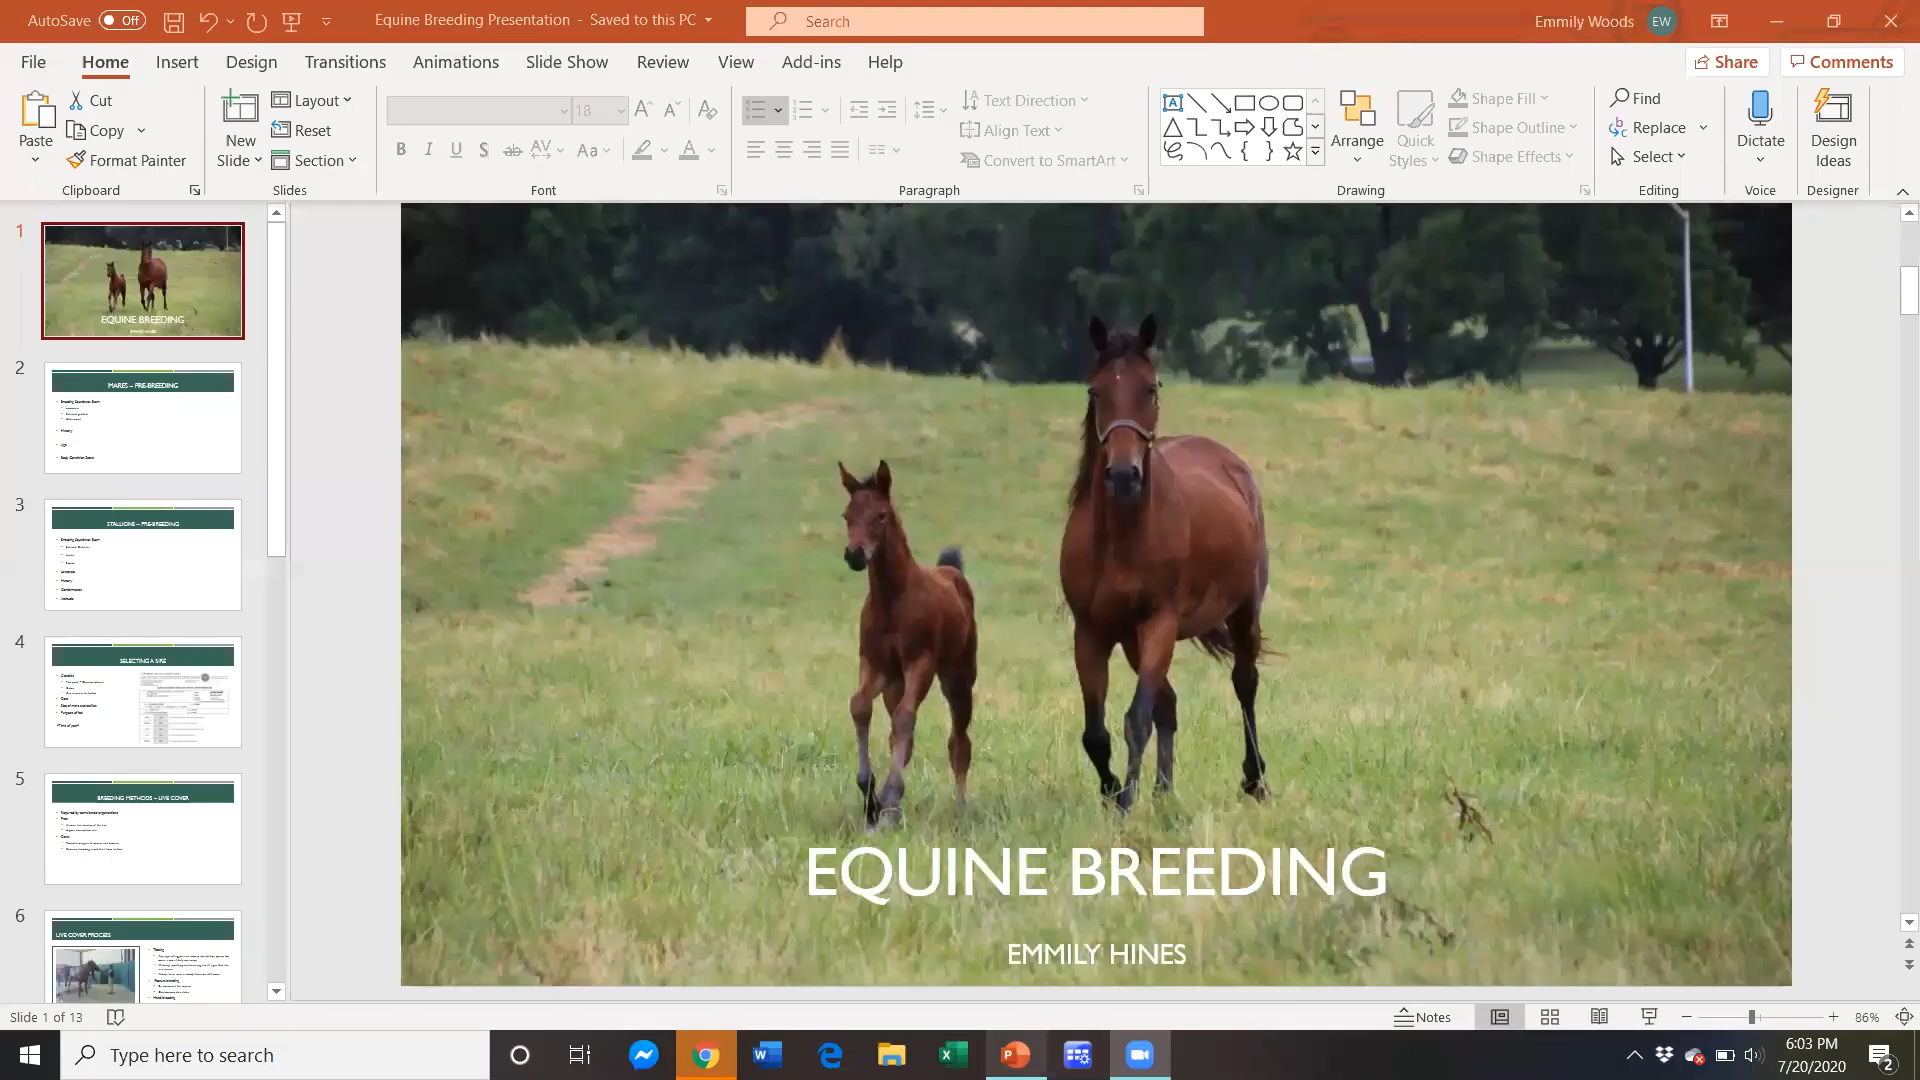 AutoSave Off
Equine Breeding Presentation - Saved to this PC
Search
Emmily Woods EW
File Home Insert Design Transitions Animations Slide Show Review View Add-ins Help
Share Comments
Paste
Cut
Copy
Format Painter
Clipboard
New Slide
Layout
Reset
Section
Slides
18
B I U S ab AV Aa A
Font
Text Direction
Align Text
Convert to SmartArt
Paragraph
Arrange
Quick Styles
Shape Fill
Shape Outline
Shape Effects
Drawing
Find
Replace
Select
Editing
Dictate
Voice
Design Ideas
Designer
1
EQUINE BREEDING
2
MARES – PRE-BREEDING
3
STALLIONS – PRE-BREEDING
4
SELECTING A SIRE
5
BREEDING METHODS – LIVE COVER
6
LIVE COVER PROCESS
EQUINE BREEDING
EMMILY HINES
Slide 1 of 13
Notes
86%
Type here to search
6:03 PM
7/20/2020
2